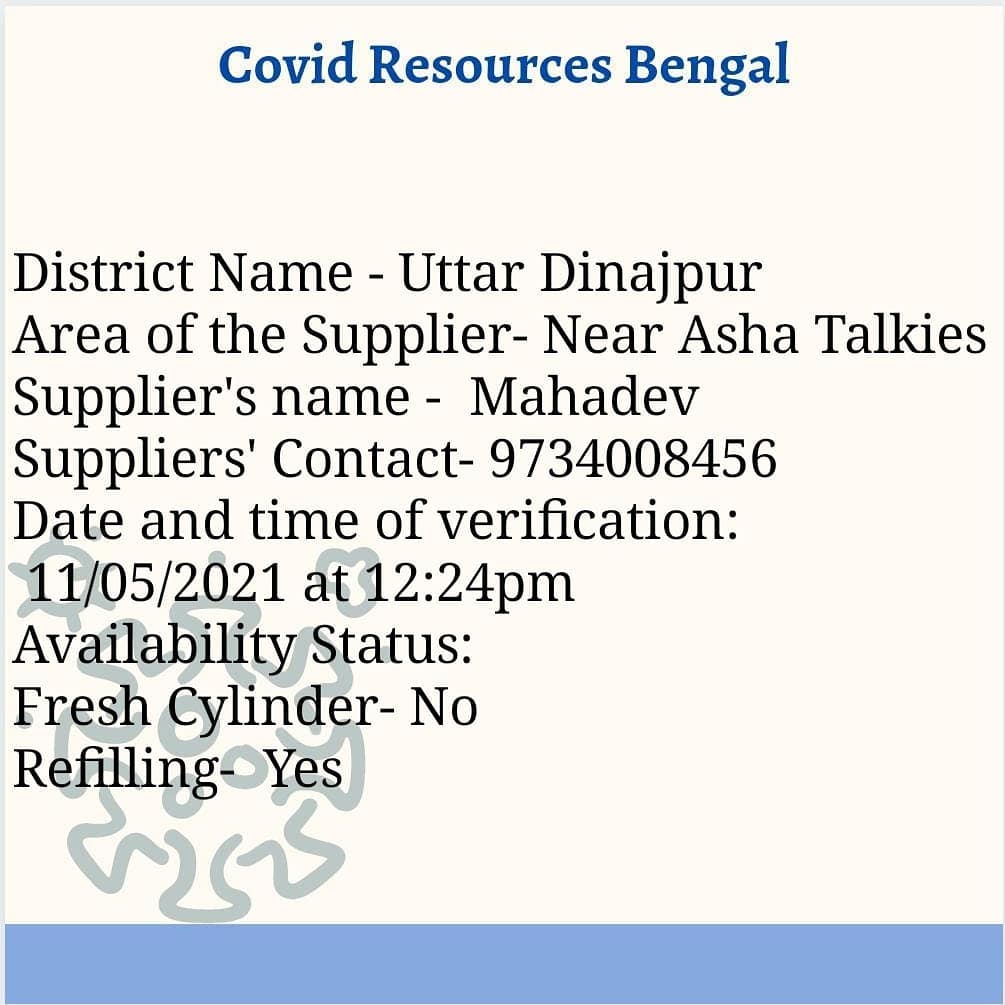 Covid Resources Bengal
District Name - Uttar Dinajpur
Area of the Supplier- Near Asha Talkies
Supplier's name -  Mahadev
Suppliers' Contact- 9734008456
Date and time of verification:
11/05/2021 at 12:24pm
Availability Status:
Fresh Cylinder- No
Refilling-  Yes